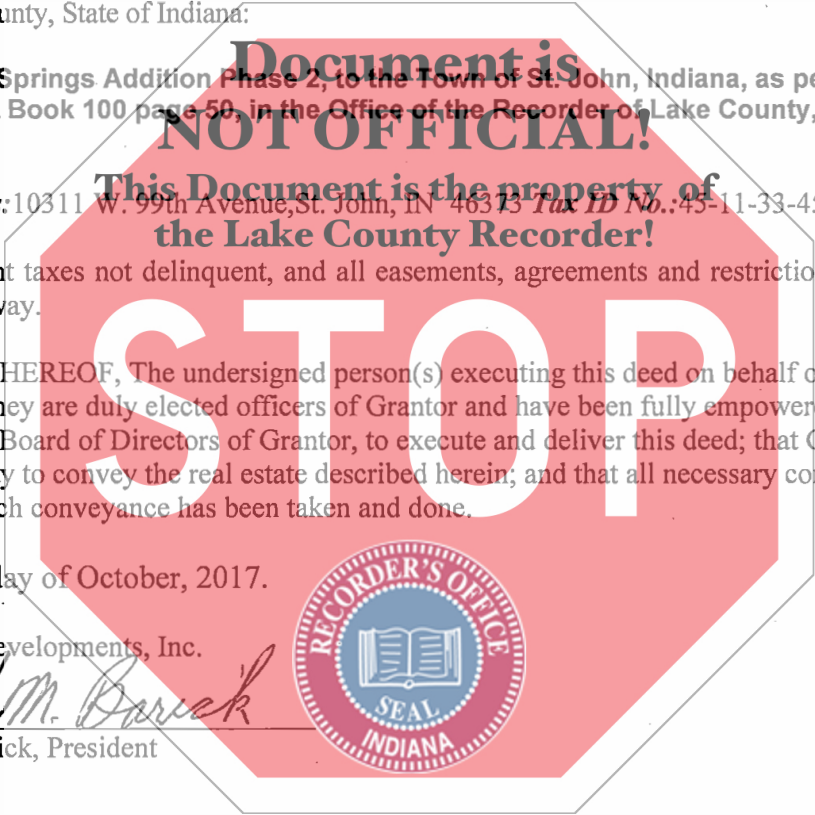 unty, State of Indiana:
Document is
Springs Addition Phase 2, to the Town of St. John, Indiana, as pe
Book 100 page 50, in the Office of the Recorder of Lake County,
NOT OFFICIAL!
This Document is the property of
:10311 W. 99th Avenue,St. John, IN 46373 Tax ID No.:45-11-33-45
the Lake County Recorder!
t taxes not delinquent, and all easements, agreements and restrictio
vay.
STOP
HEREOF, The undersigned person(s) executing this deed on behalf o
ey are duly elected officers of Grantor and have been fully empower
Board of Directors of Grantor, to execute and deliver this deed; that G
y to convey the real estate described herein; and that all necessary co
ch conveyance has been taken and done.
ay of October, 2017.
RECORDER'S OFFICE
evelopments, Inc.
M. Barick
SEAL
INDIANA
ick, President